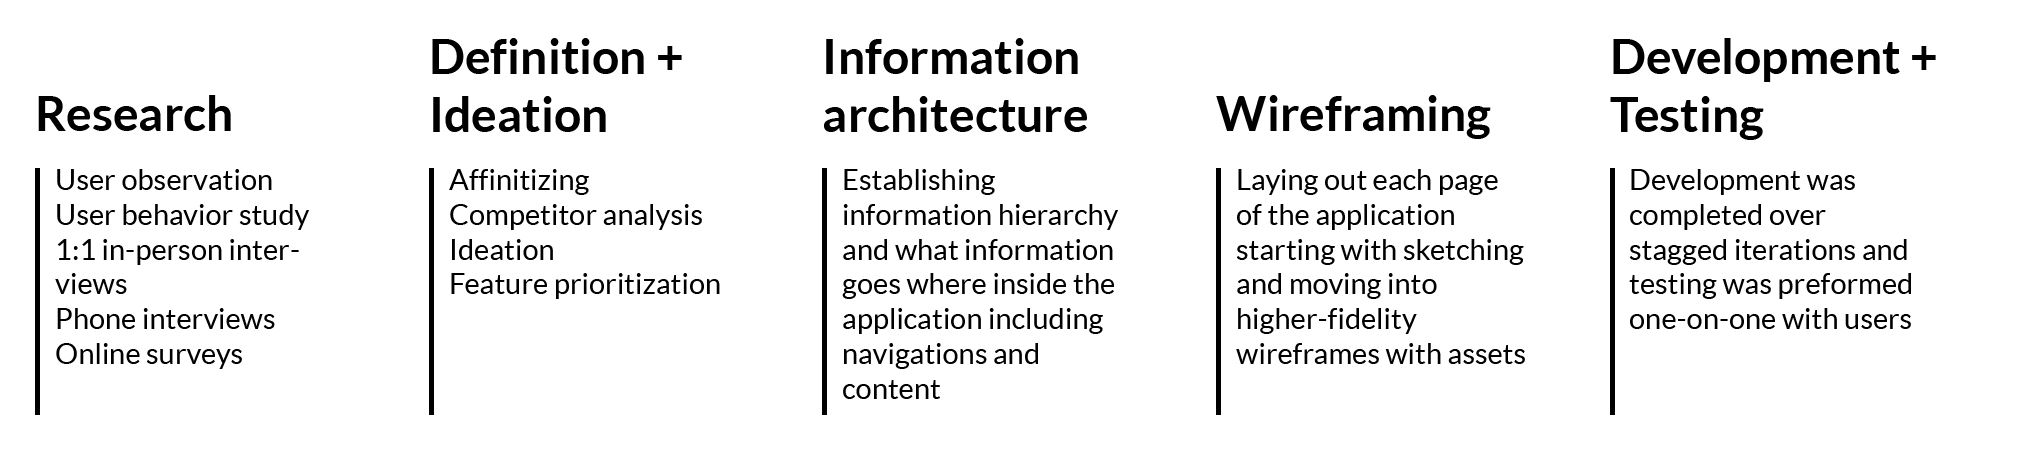 Research
User observation
User behavior study
1:1 in-person inter-
views
Phone interviews
Online surveys
Definition +
Ideation
Affinitizing
Competitor analysis
Ideation
Feature prioritization
Information
architecture
Establishing
information hierarchy
and what information
goes where inside the
application including
navigations and
content
Wireframing
Laying out each page
of the application
starting with sketching
and moving into
higher-fidelity
wireframes with assets
Development +
Testing
Development was
completed over
stagged iterations and
testing was preformed
one-on-one with users